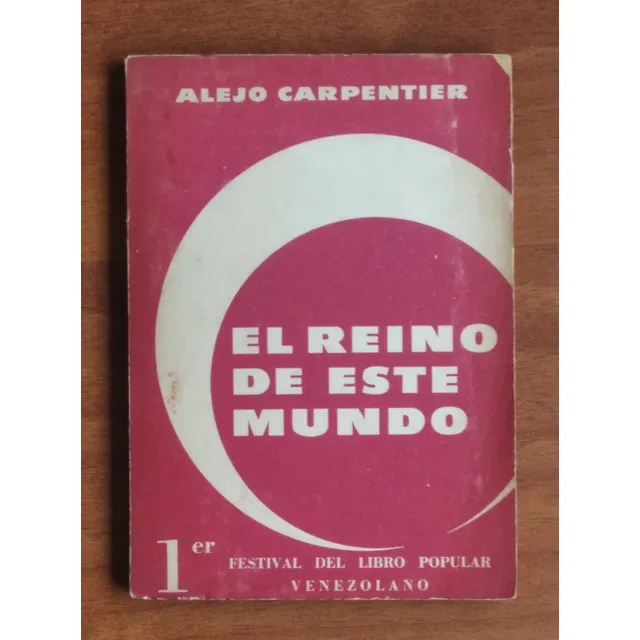 ALEJO CARPENTIER
EL REINO
DE ESTE
MUNDO
1er FESTIVAL DEL LIBRO POPULAR
VENEZOLANO